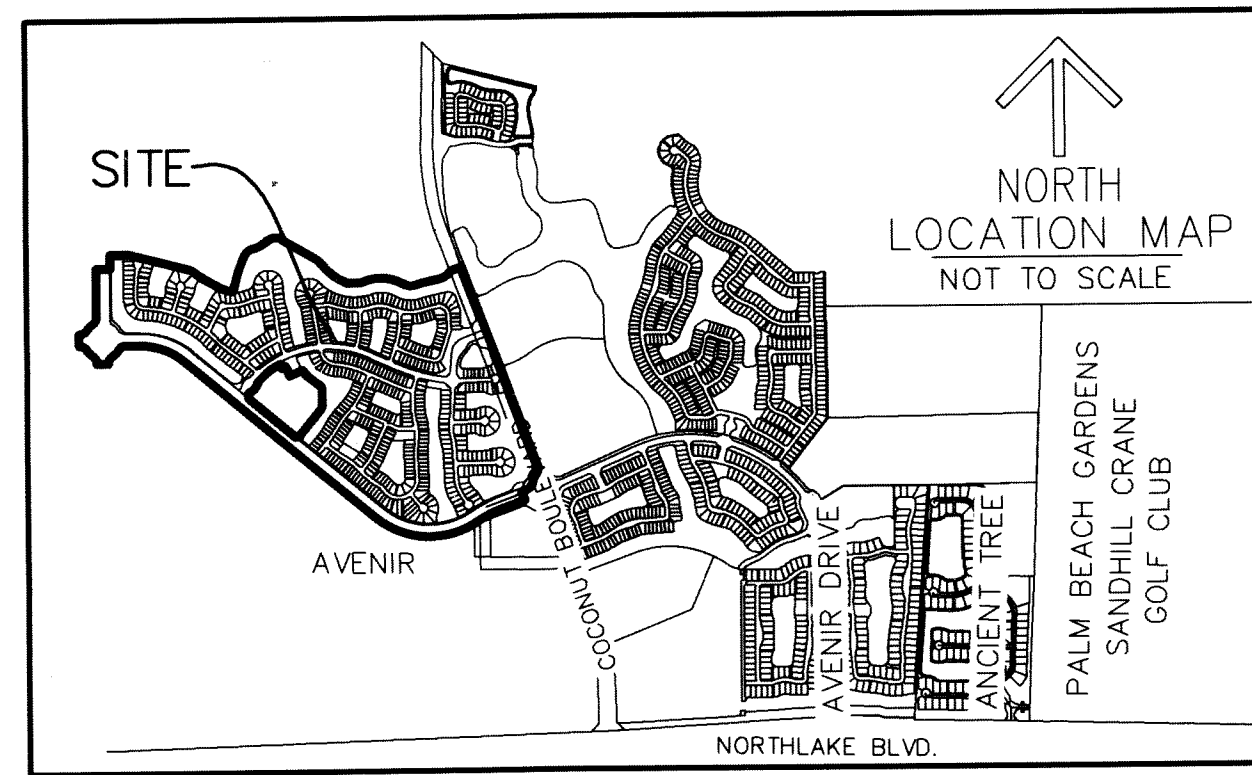 SITE
NORTH
LOCATION MAP
NOT TO SCALE
AVENIR
COCONUT BOULE
AVENIR DRIVE
ANCIENT TREE
PALM BEACH GARDENS
SANDHILL CRANE
GOLF CLUB
NORTHLAKE BLVD.